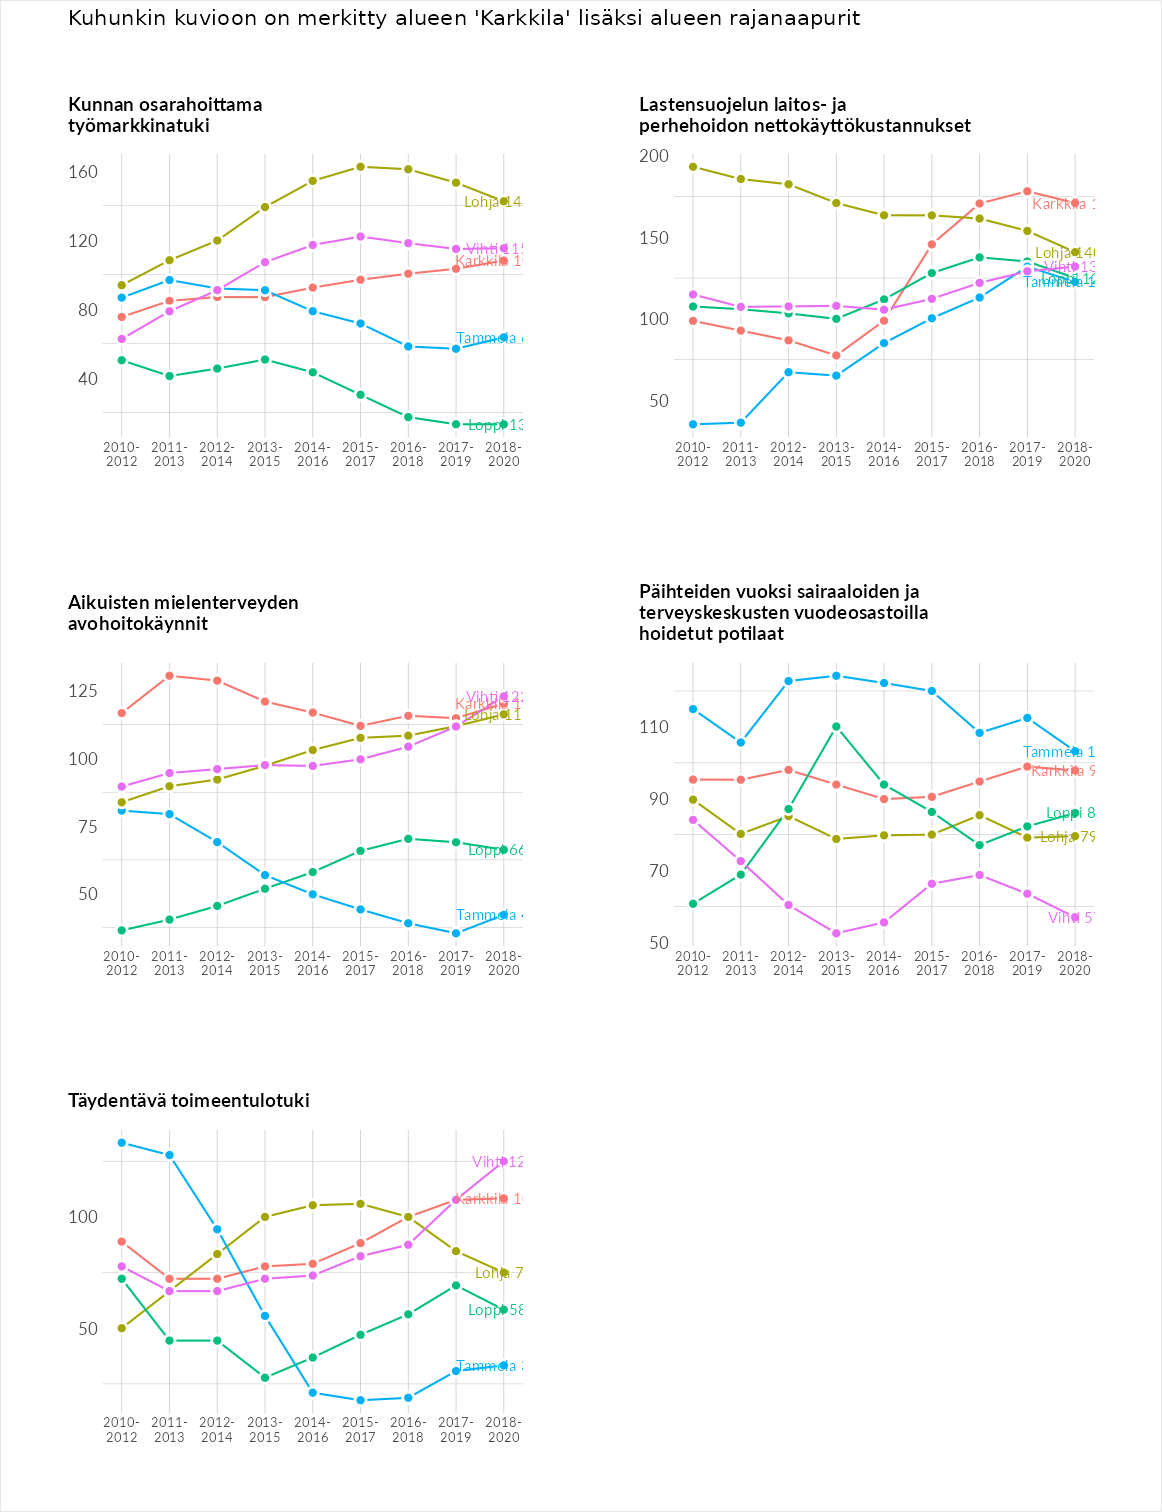 Kuhunkin kuvioon on merkitty alueen 'Karkkila' lisäksi alueen rajanaapurit
Kunnan osarahoittama
työmarkkinatuki
160
120
80
40
Lohja
Vihti 115
Karkkila
Tammela
Loppi 13
2010-2012
2011-2013
2012-2014
2013-2015
2014-2016
2015-2017
2016-2018
2017-2019
2018-2020
Lastensuojelun laitos- ja
perhehoidon nettokäyttökustannukset
200
150
100
50
Karkkila
Lohja 140
Vihti
Loppi
Tammela
2010-2012
2011-2013
2012-2014
2013-2015
2014-2016
2015-2017
2016-2018
2017-2019
2018-2020
Aikuisten mielenterveyden
avohoitokäynnit
125
100
75
50
Vihti
Karkkila
Lohja
Loppi 66
Tammela
2010-2012
2011-2013
2012-2014
2013-2015
2014-2016
2015-2017
2016-2018
2017-2019
2018-2020
Päihteiden vuoksi sairaaloiden ja
terveyskeskusten vuodeosastoilla
hoidetut potilaat
110
90
70
50
Tammela
Karkkila
Loppi
Lohja 79
Vihti 57
2010-2012
2011-2013
2012-2014
2013-2015
2014-2016
2015-2017
2016-2018
2017-2019
2018-2020
Täydentävä toimeentulotuki
100
50
Vihti
Karkkila
Lohja
Loppi 58
Tammela
2010-2012
2011-2013
2012-2014
2013-2015
2014-2016
2015-2017
2016-2018
2017-2019
2018-2020